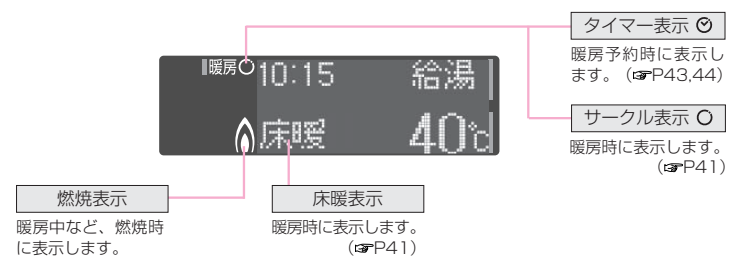 タイマー表示
暖房予約時に表示し
ます。（☞P43,44）
暖房 10:15 給湯
サークル表示
暖房時に表示します。
（☞P41）
床暖 40℃
燃焼表示
暖房中など、燃焼時
に表示します。
床暖表示
暖房時に表示します。
（☞P41）